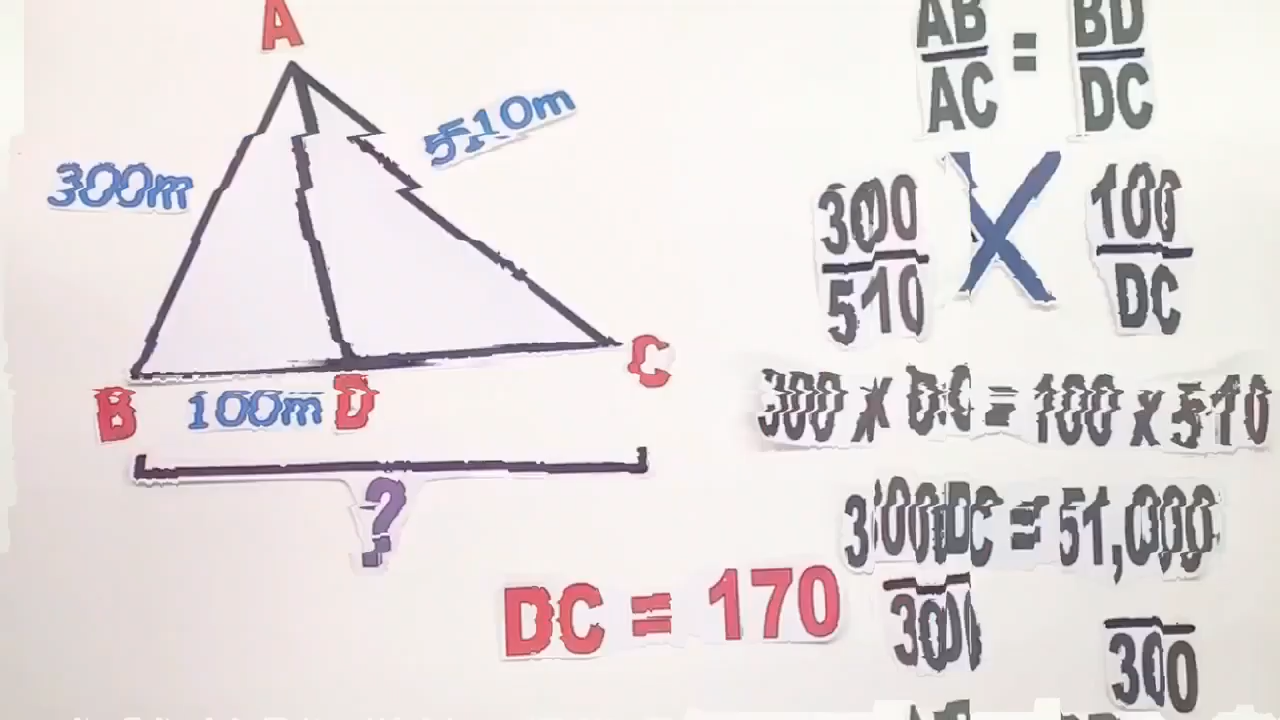 A
300m
510m
B
100m
D
C
?
AB = BD
AC DC
300 100
510 DC
300 x DC = 100 x 510
300DC = 51,000
300 300
DC = 170